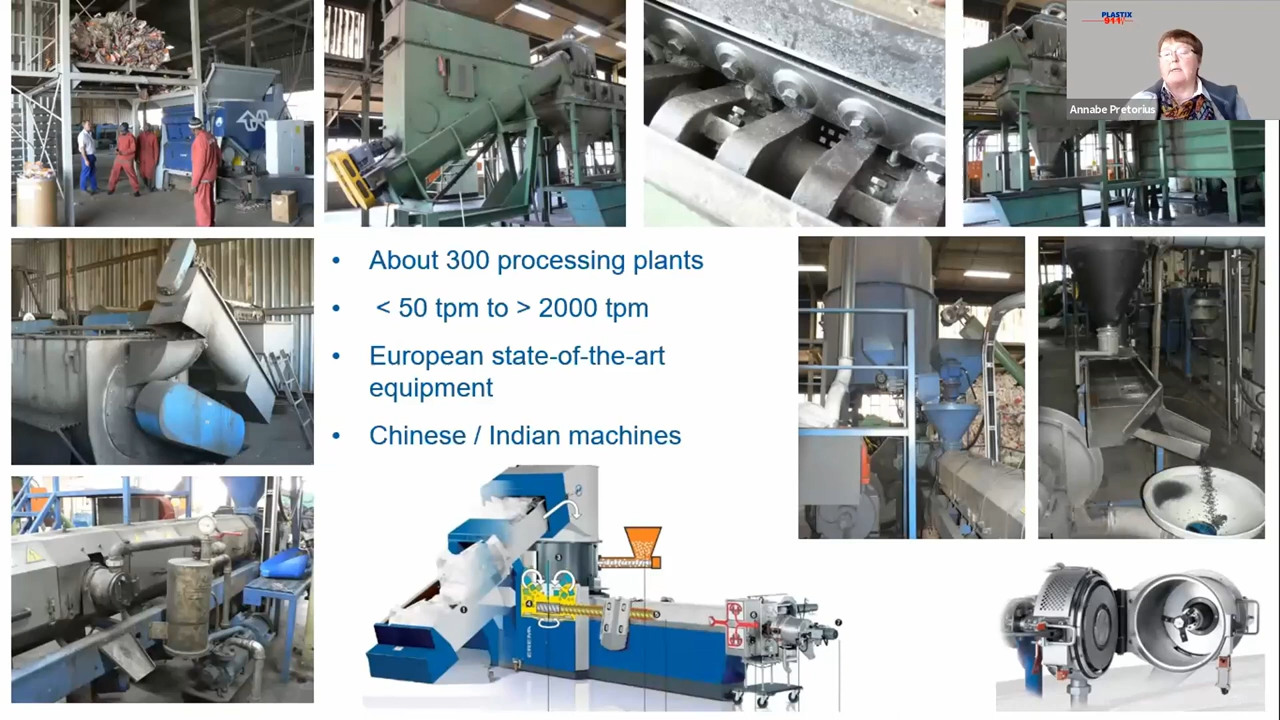 PLASTIX
911
Annabe Pretorius
• About 300 processing plants
• < 50 tpm to > 2000 tpm
• European state-of-the-art
equipment
• Chinese / Indian machines
EREMA